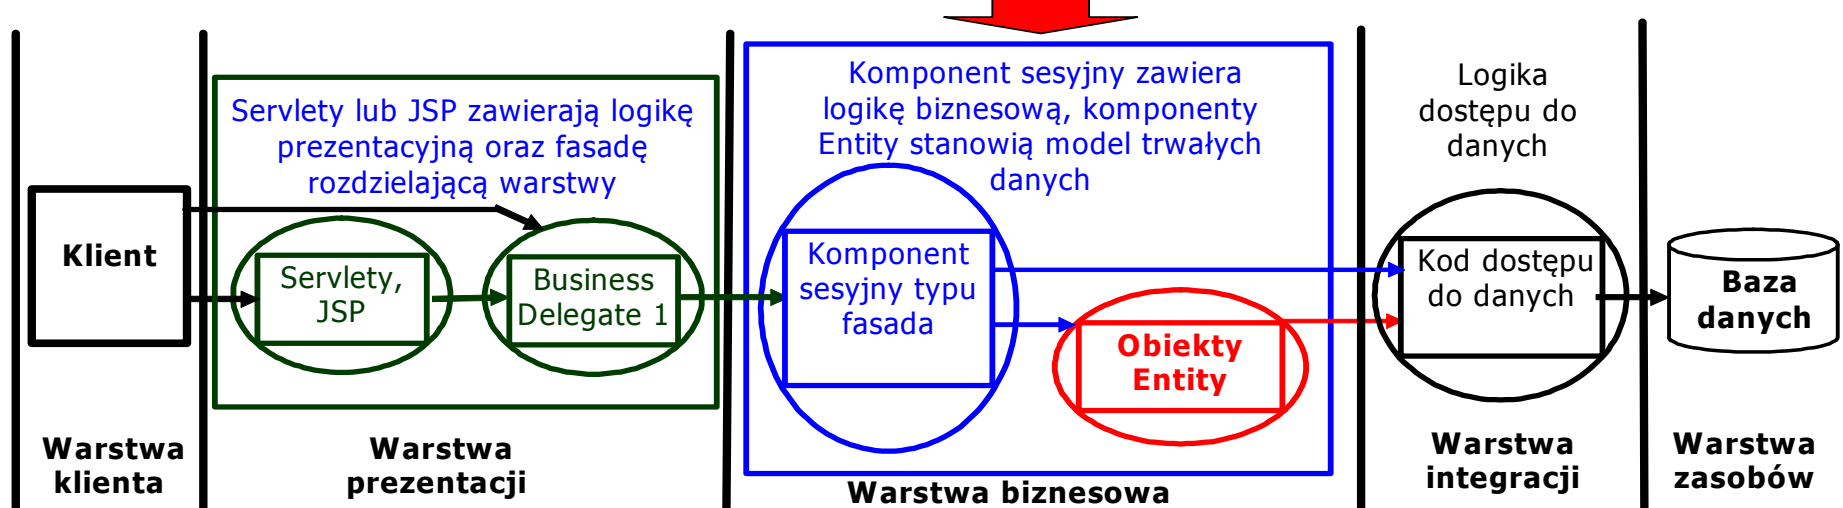 Servlety lub JSP zawierają logikę
prezentacyjną oraz fasadę
rozdzielającą warstwy
Komponent sesyjny zawiera
logikę biznesową, komponenty
Entity stanowią model trwałych
danych
Logika
dostępu do
danych
Klient
Servlety,
JSP
Business
Delegate 1
Komponent
sesyjny typu
fasada
Obiekty
Entity
Kod dostępu
do danych
Baza
danych
Warstwa
klienta
Warstwa
prezentacji
Warstwa biznesowa
Warstwa
integracji
Warstwa
zasobów